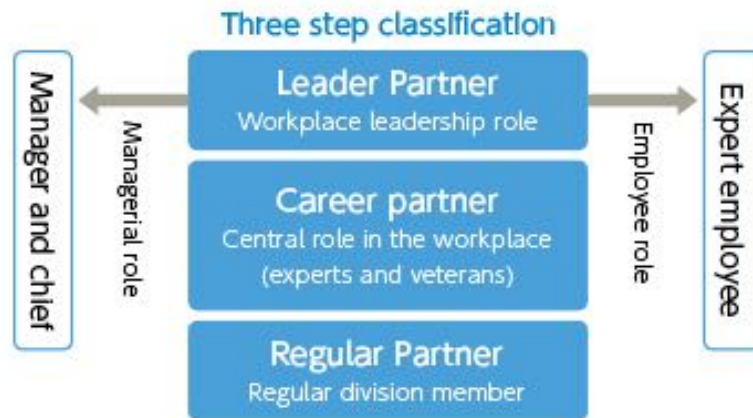 Three step classification
Manager and chief
Managerial role
Leader Partner
Workplace leadership role
Career partner
Central role in the workplace
(experts and veterans)
Regular Partner
Regular division member
Employee role
Expert employee